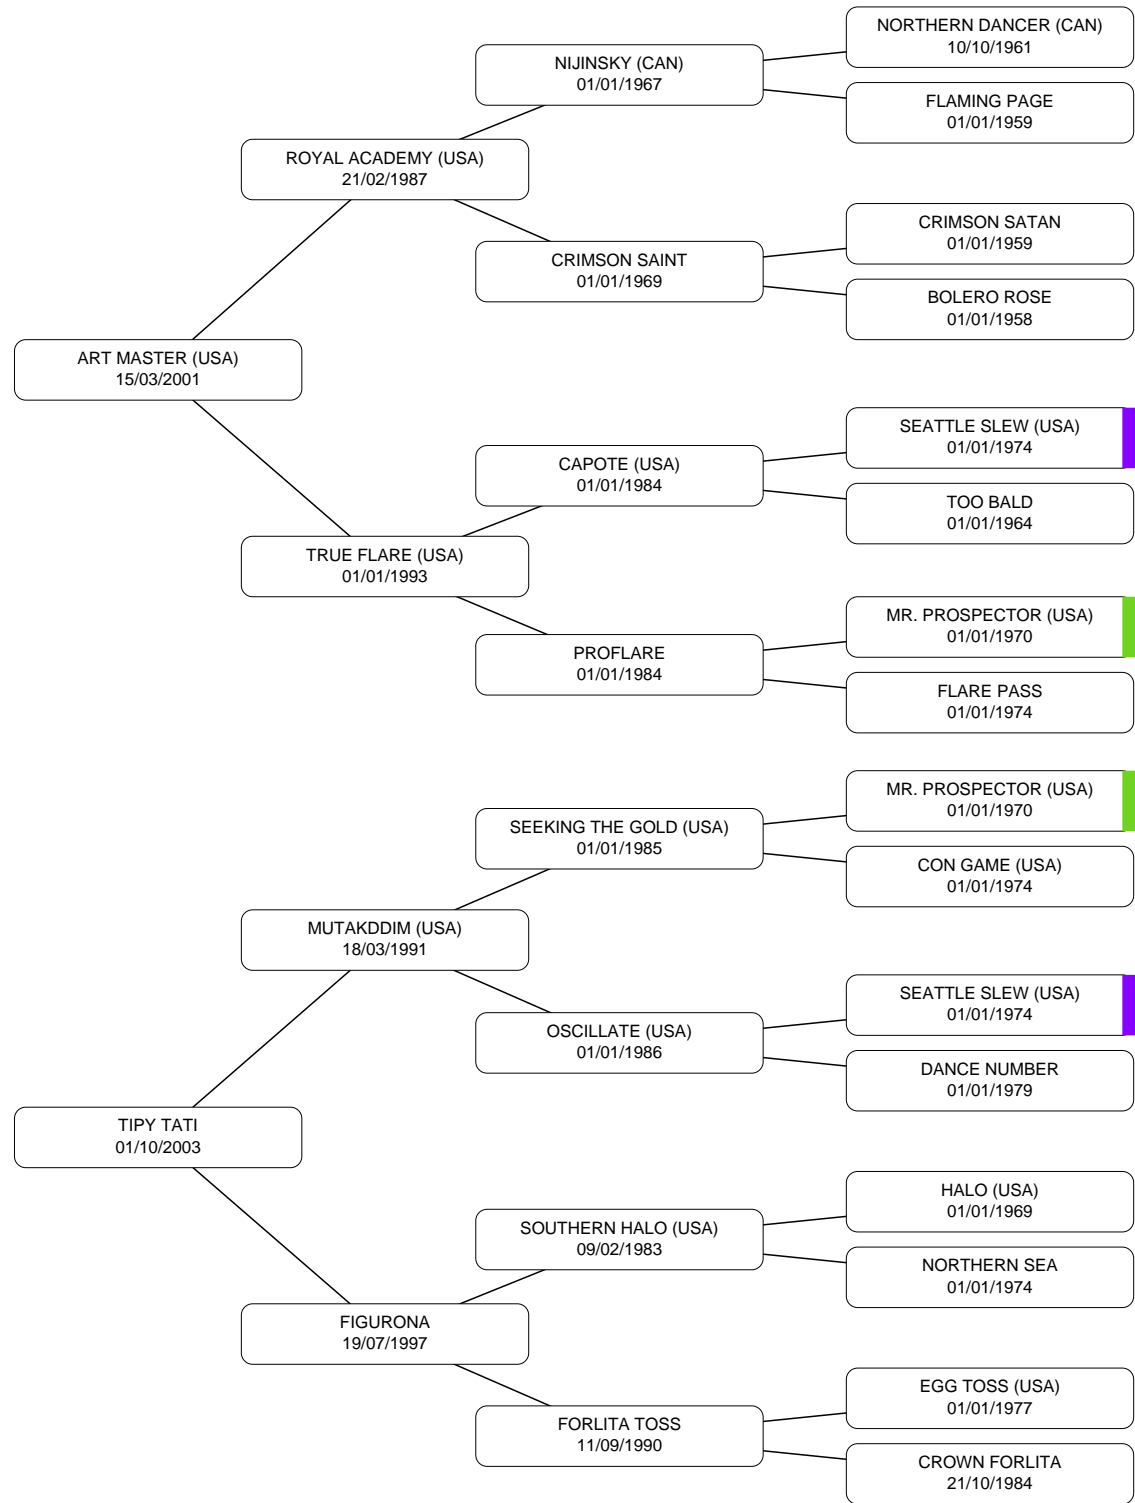 NORTHERN DANCER (CAN)
10/10/1961
NIJINSKY (CAN)
01/01/1967
FLAMING PAGE
01/01/1959
ROYAL ACADEMY (USA)
21/02/1987
CRIMSON SATAN
01/01/1959
CRIMSON SAINT
01/01/1969
BOLERO ROSE
01/01/1958
ART MASTER (USA)
15/03/2001
SEATTLE SLEW (USA)
01/01/1974
CAPOTE (USA)
01/01/1984
TOO BALD
01/01/1964
TRUE FLARE (USA)
01/01/1993
MR. PROSPECTOR (USA)
01/01/1970
PROFLARE
01/01/1984
FLARE PASS
01/01/1974
MR. PROSPECTOR (USA)
01/01/1970
SEEKING THE GOLD (USA)
01/01/1985
CON GAME (USA)
01/01/1974
MUTAKDDIM (USA)
18/03/1991
SEATTLE SLEW (USA)
01/01/1974
OSCILLATE (USA)
01/01/1986
DANCE NUMBER
01/01/1979
TIPY TATI
01/10/2003
HALO (USA)
01/01/1969
SOUTHERN HALO (USA)
09/02/1983
NORTHERN SEA
01/01/1974
FIGURONA
19/07/1997
EGG TOSS (USA)
01/01/1977
FORLITA TOSS
11/09/1990
CROWN FORLITA
21/10/1984